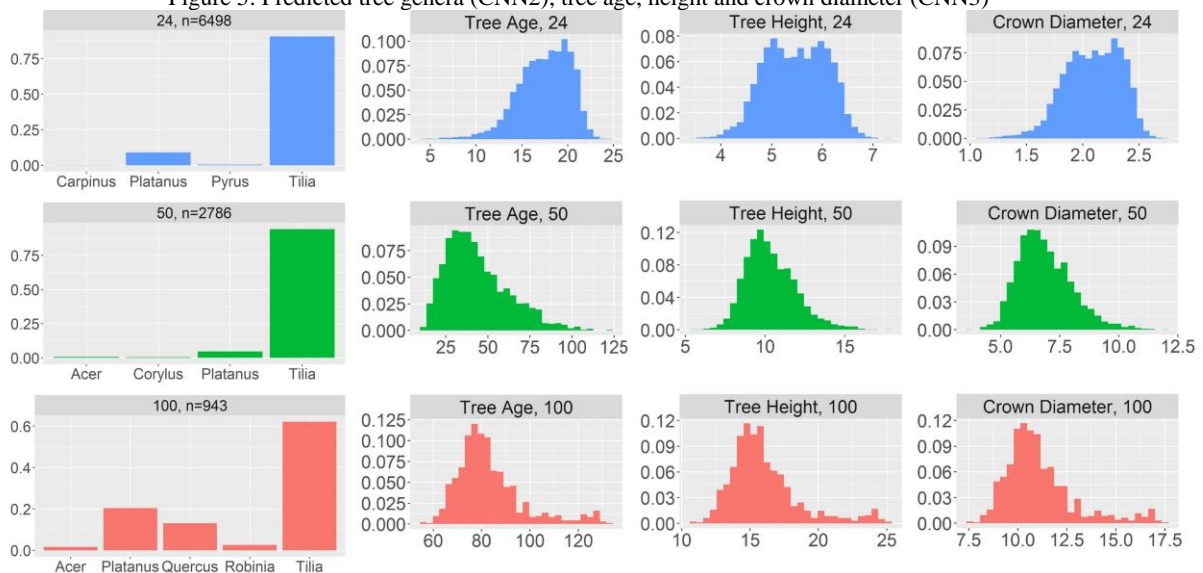 Figure 3. Predicted tree genera (CNN2), tree age, height and crown diameter (CNN3)
24, n=6498
0.75
0.50
0.25
0.00
Carpinus Platanus Pyrus Tilia
Tree Age, 24
0.100
0.075
0.050
0.025
0.000
5 10 15 20 25
Tree Height, 24
0.08
0.06
0.04
0.02
0.00
4 5 6 7
Crown Diameter, 24
0.075
0.050
0.025
0.000
1.0 1.5 2.0 2.5
50, n=2786
0.75
0.50
0.25
0.00
Acer Corylus Platanus Tilia
Tree Age, 50
0.075
0.050
0.025
0.000
25 50 75 100 125
Tree Height, 50
0.12
0.08
0.04
0.00
5 10 15
Crown Diameter, 50
0.09
0.06
0.03
0.00
5.0 7.5 10.0 12.5
100, n=943
0.6
0.4
0.2
0.0
Acer Platanus Quercus Robinia Tilia
Tree Age, 100
0.125
0.100
0.075
0.050
0.025
0.000
60 80 100 120
Tree Height, 100
0.12
0.09
0.06
0.03
0.00
10 15 20 25
Crown Diameter, 100
0.12
0.09
0.06
0.03
0.00
7.5 10.0 12.5 15.0 17.5